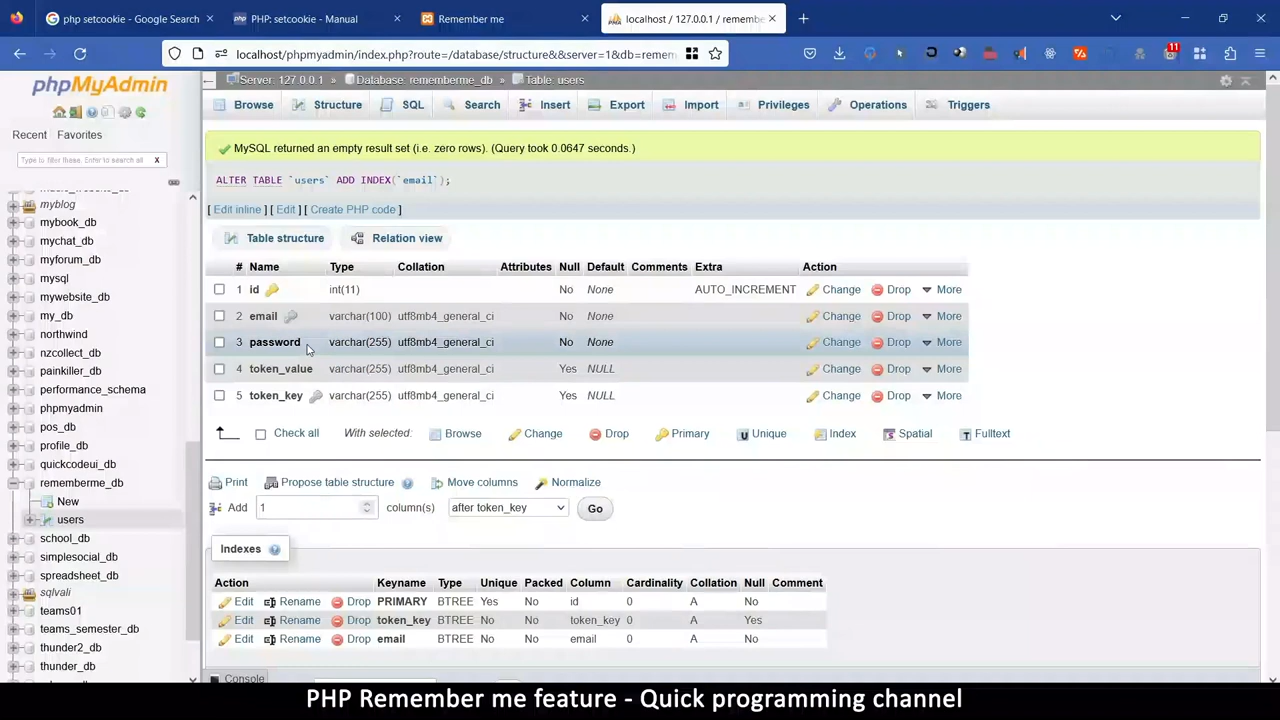 php setcookie - Google Search
PHP: setcookie - Manual
Remember me
localhost / 127.0.0.1 / rememb
localhost/phpmyadmin/index.php?route=/database/structure&&server=1&db=remem
11
phpMyAdmin
Recent
Favorites
Type to filter these, Enter to search all
X
myblog
mybook_db
mychat_db
myforum_db
mysql
mywebsite_db
my_db
northwind
nzcollect_db
painkiller_db
performance_schema
phpmyadmin
pos_db
profile_db
quickcodeui_db
rememberme_db
New
users
school_db
simplesocial_db
spreadsheet_db
sqlvali
teams01
teams_semester_db
thunder2_db
thunder_db
Server: 127.0.0.1 » Database: rememberme_db » Table: users
Browse Structure SQL Search Insert Export Import Privileges Operations Triggers
MySQL returned an empty result set (i.e. zero rows). (Query took 0.0647 seconds.)
ALTER TABLE `users` ADD INDEX(`email`);
[ Edit inline ] [ Edit ] [ Create PHP code ]
Table structure Relation view
# Name Type Collation Attributes Null Default Comments Extra Action
1 id int(11) No None AUTO_INCREMENT Change Drop More
2 email varchar(100) utf8mb4_general_ci No None Change Drop More
3 password varchar(255) utf8mb4_general_ci No None Change Drop More
4 token_value varchar(255) utf8mb4_general_ci Yes NULL Change Drop More
5 token_key varchar(255) utf8mb4_general_ci Yes NULL Change Drop More
Check all With selected: Browse Change Drop Primary Unique Index Spatial Fulltext
Print Propose table structure Move columns Normalize
Add 1 column(s) after token_key Go
Indexes
Action Keyname Type Unique Packed Column Cardinality Collation Null Comment
Edit Rename Drop PRIMARY BTREE Yes No id 0 A No
Edit Rename Drop token_key BTREE No No token_key 0 A Yes
Edit Rename Drop email BTREE No No email 0 A No
Console
PHP Remember me feature - Quick programming channel